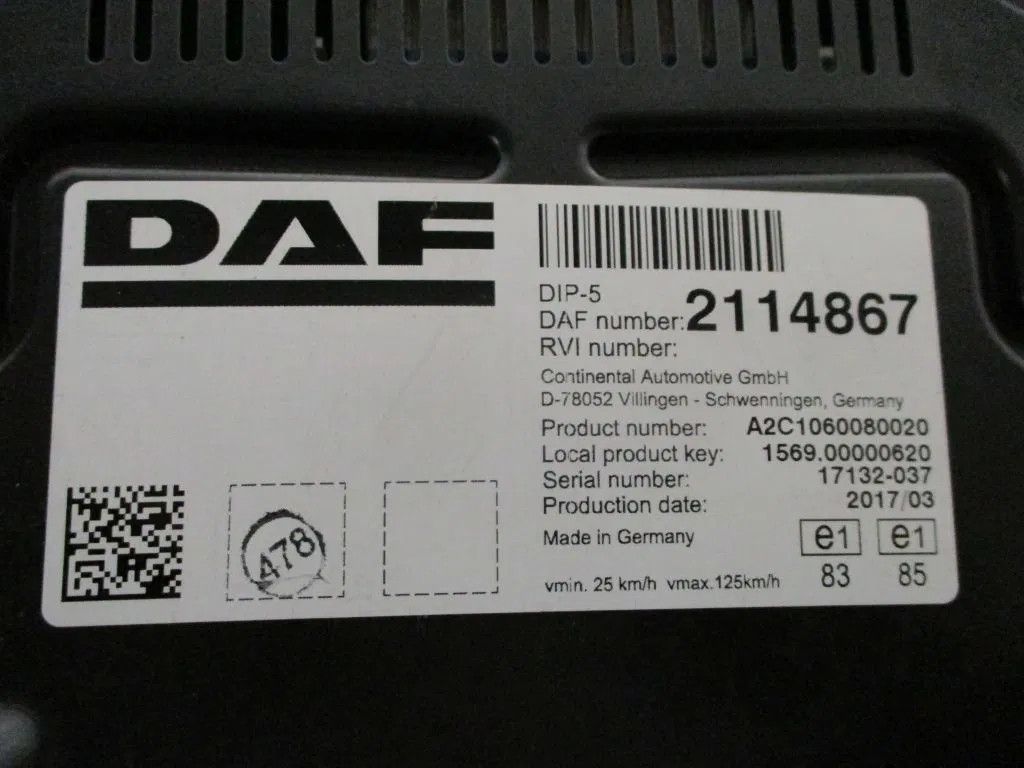 DAF
DIP-5
DAF number: 2114867
RVI number:
Continental Automotive GmbH
D-78052 Villingen - Schwenningen, Germany
Product number: A2C1060080020
Local product key: 1569.00000620
Serial number: 17132-037
Production date: 2017/03
Made in Germany e1 e1
vmin. 25 km/h vmax.125km/h 83 85
478